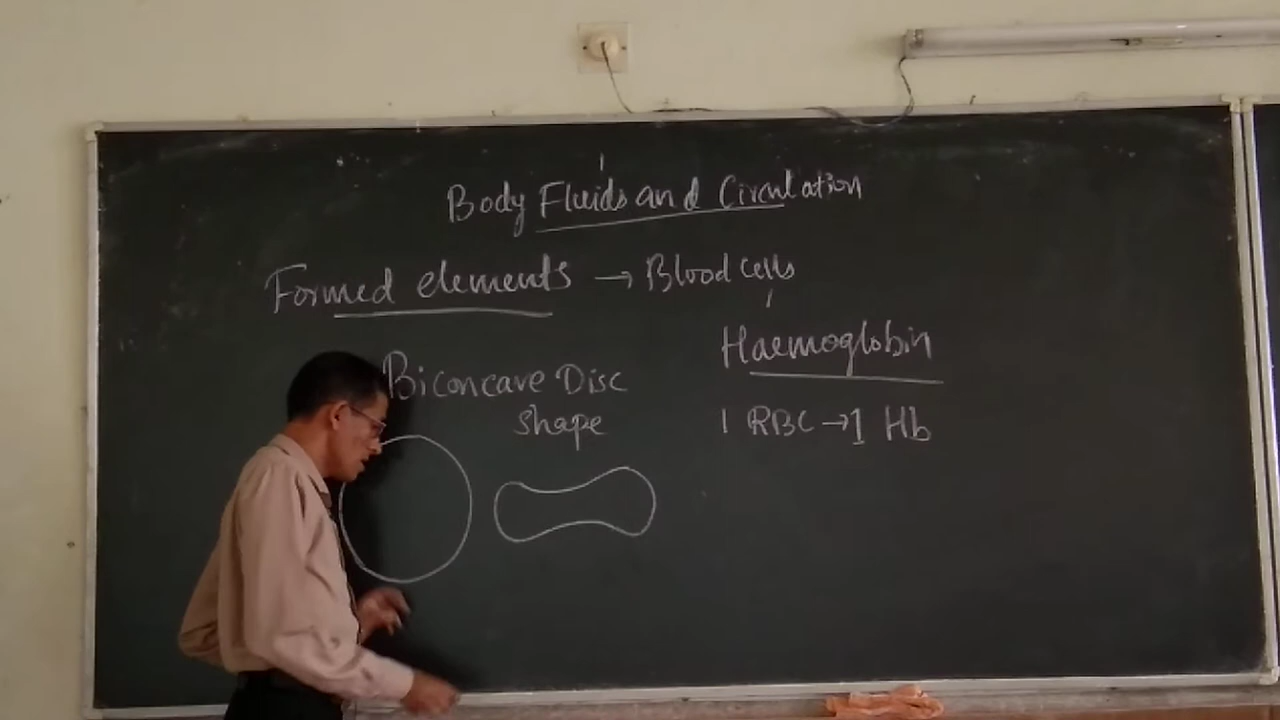 Body Fluids and Circulation
Formed elements → Blood cells
Haemoglobin
Biconcave Disc
shape
1 RBC → 1 Hb